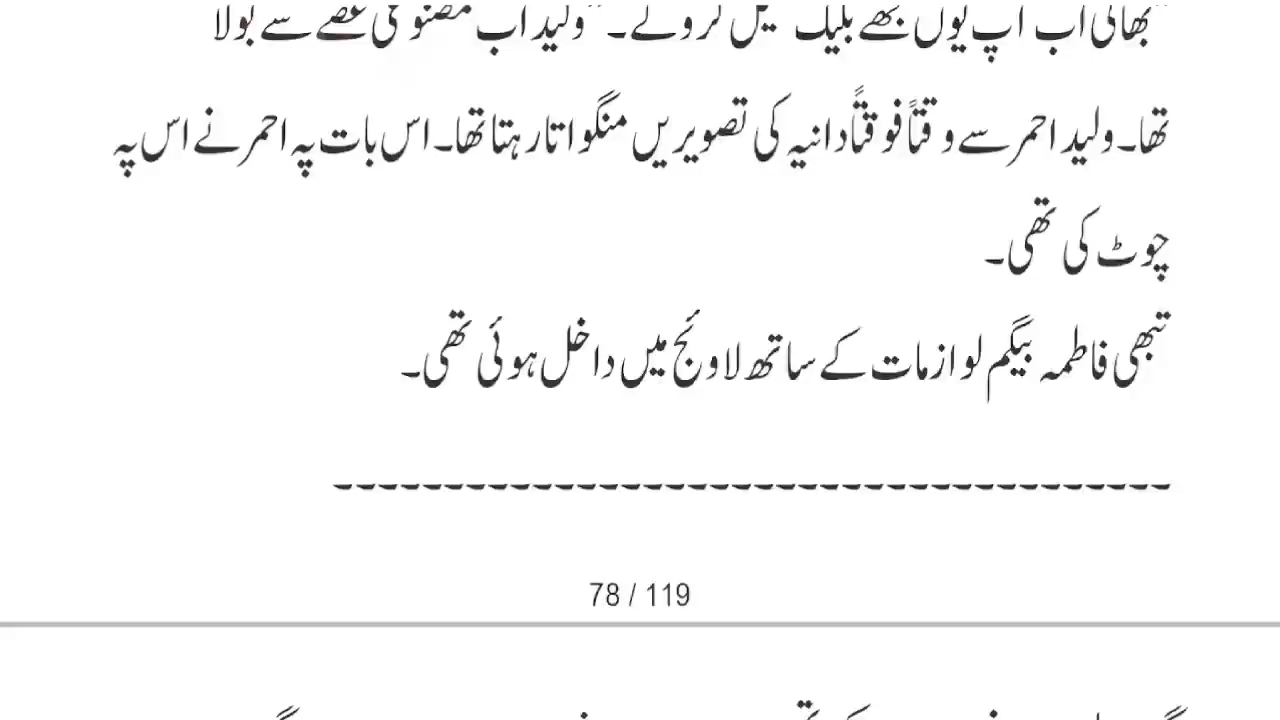 "بھائی اب آپ یوں مجھے بلیک میل کرو گے۔" ولید اب مصنوعی غصے سے بولا
تھا۔ ولید احمر سے وقتاً فوقتاً دانیہ کی تصویریں منگواتا رہتا تھا۔ اس بات پہ احمر نے اس پہ
چوٹ کی تھی۔
تبھی فاطمہ بیگم لوازمات کے ساتھ لاونج میں داخل ہوئی تھی۔
۔۔۔۔۔۔۔۔۔۔۔۔۔۔۔۔۔۔۔۔۔۔۔۔۔۔۔۔۔۔۔۔۔۔۔۔۔۔
78 / 119